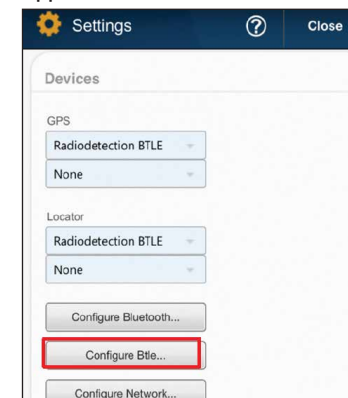 Settings
? Close
Devices
GPS
Radiodetection BTLE
None
Locator
Radiodetection BTLE
None
Configure Bluetooth...
Configure Btle...
Configure Network...